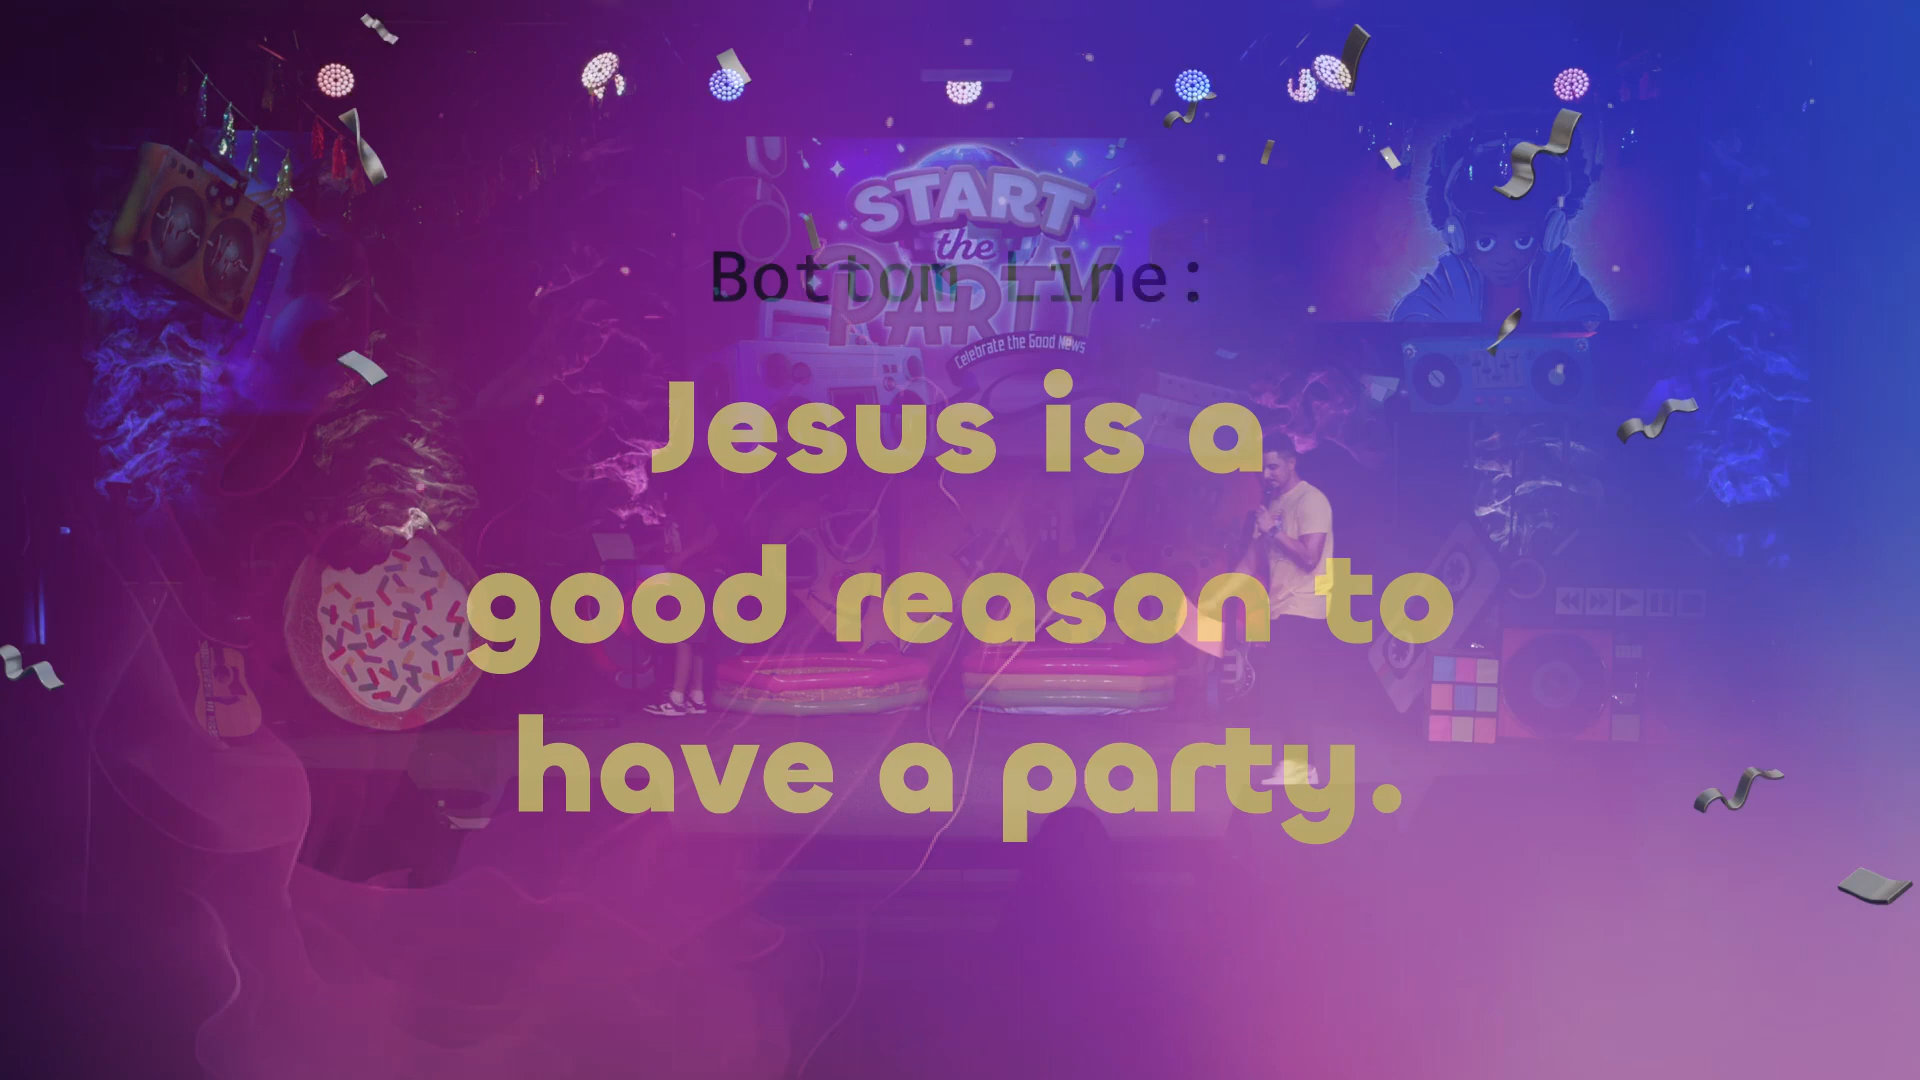 START
the
PARTY
Celebrate the Good News
Bottom Line:
Jesus is a
good reason to
have a party.